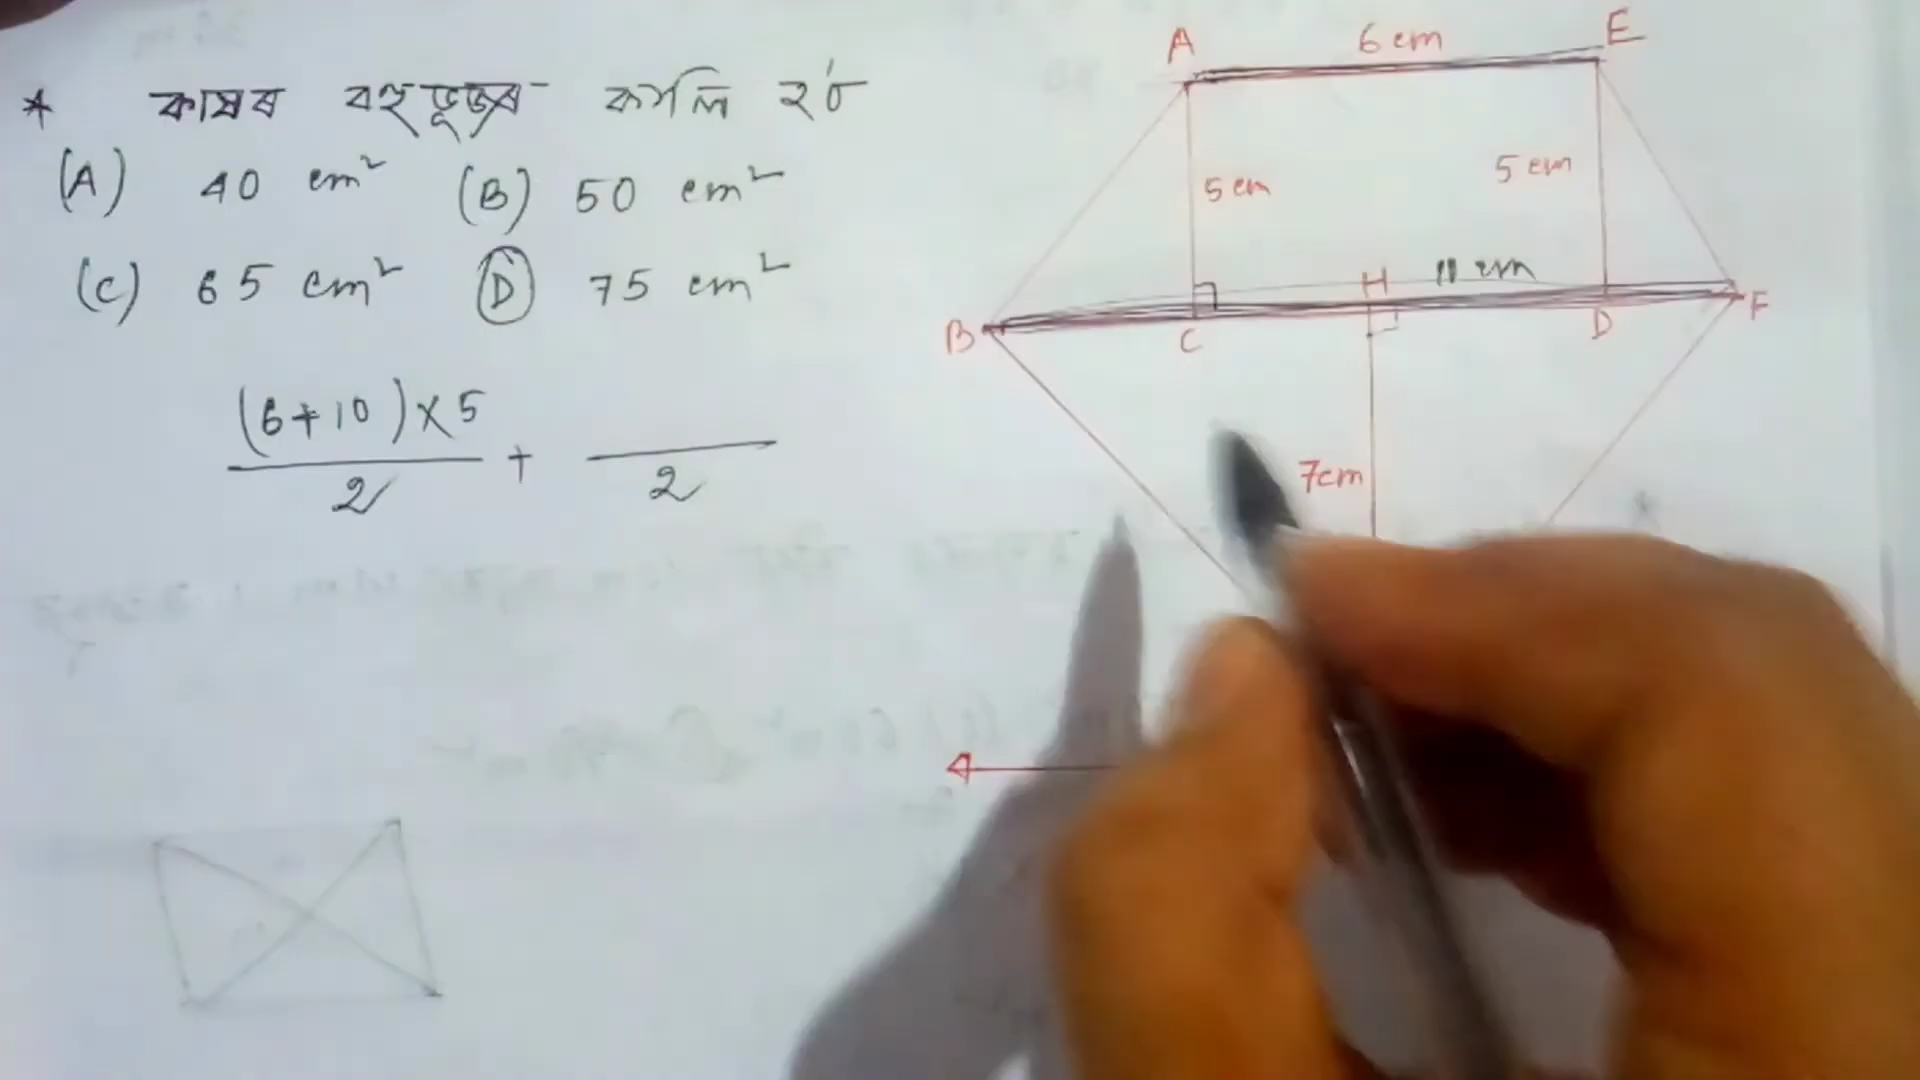 * কাষৰ বহুভূজৰ কালি হ'ব
(A) 40 cm² (B) 50 cm²
(C) 65 cm² (D) 75 cm²
(6+10)×5
2
+
2
A 6 cm E
5 cm 5 cm
H 11 cm
B C D F
7cm